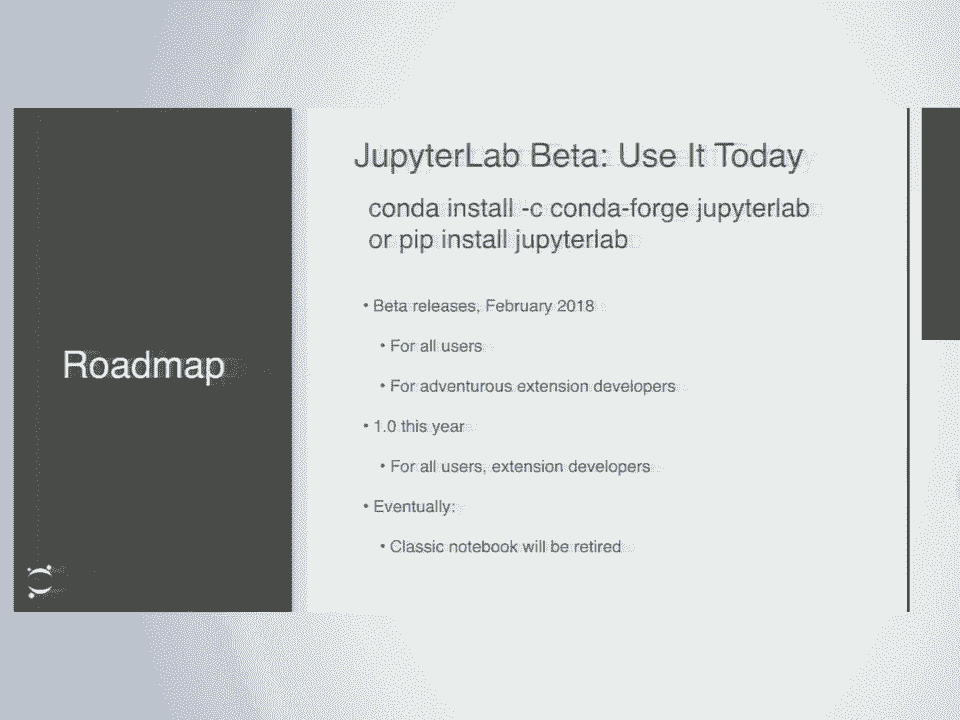 Roadmap
JupyterLab Beta: Use It Today
conda install -c conda-forge jupyterlab
or pip install jupyterlab
• Beta releases, February 2018
• For all users
• For adventurous extension developers
• 1.0 this year
• For all users, extension developers
• Eventually:
• Classic notebook will be retired